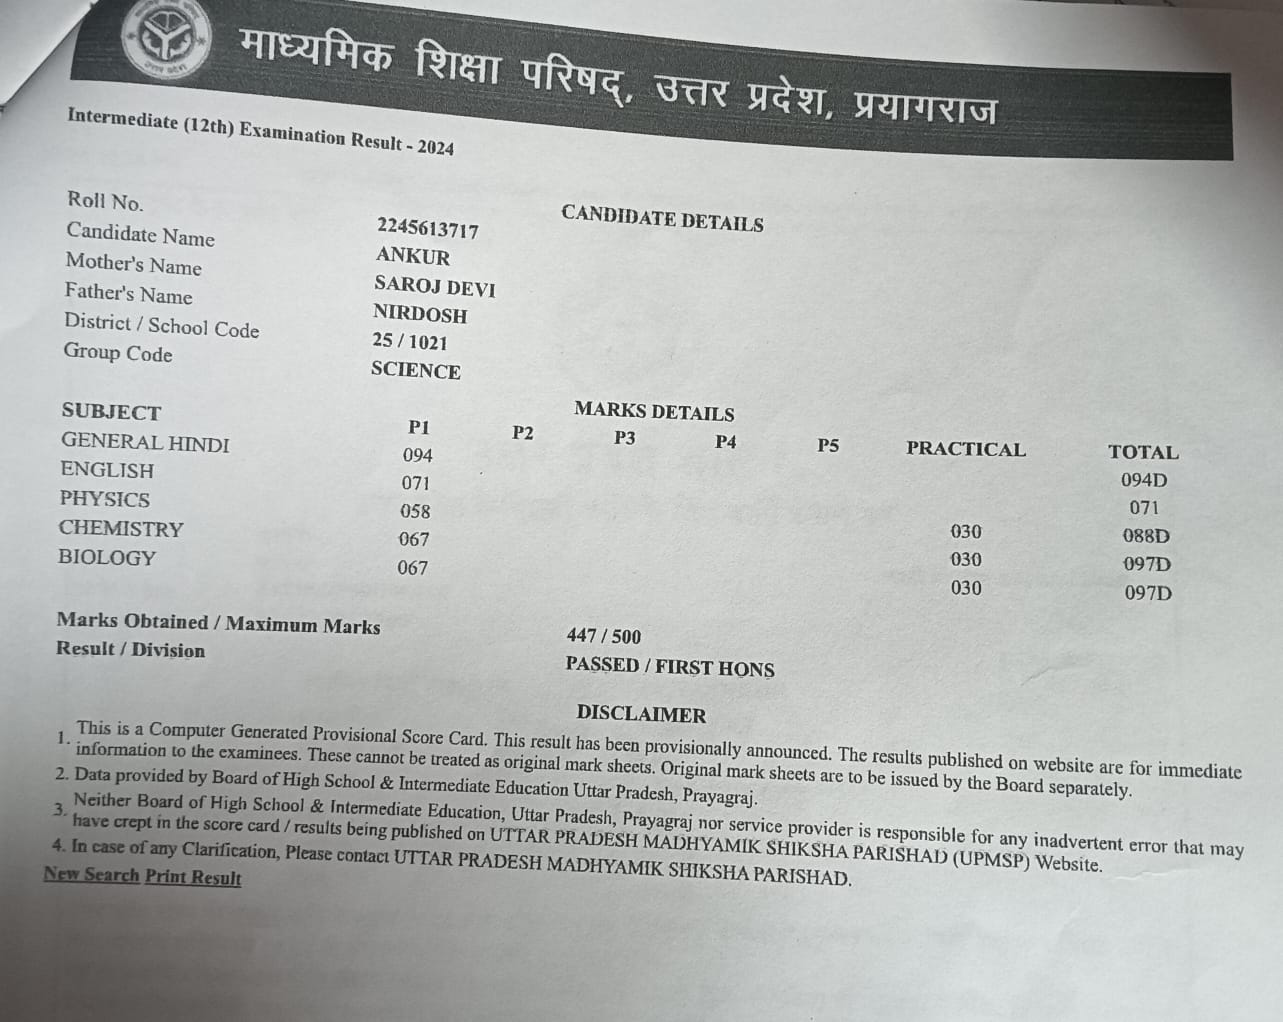 माध्यमिक शिक्षा परिषद्, उत्तर प्रदेश, प्रयागराज
Intermediate (12th) Examination Result - 2024
CANDIDATE DETAILS
Roll No. 2245613717
Candidate Name ANKUR
Mother's Name SAROJ DEVI
Father's Name NIRDOSH
District / School Code 25 / 1021
Group Code SCIENCE
MARKS DETAILS
SUBJECT P1 P2 P3 P4 P5 PRACTICAL TOTAL
GENERAL HINDI 094 094D
ENGLISH 071 071
PHYSICS 058 030 088D
CHEMISTRY 067 030 097D
BIOLOGY 067 030 097D
Marks Obtained / Maximum Marks 447 / 500
Result / Division PASSED / FIRST HONS
DISCLAIMER
1. This is a Computer Generated Provisional Score Card. This result has been provisionally announced. The results published on website are for immediate
information to the examinees. These cannot be treated as original mark sheets. Original mark sheets are to be issued by the Board separately.
2. Data provided by Board of High School & Intermediate Education Uttar Pradesh, Prayagraj.
3. Neither Board of High School & Intermediate Education, Uttar Pradesh, Prayagraj nor service provider is responsible for any inadvertent error that may
have crept in the score card / results being published on UTTAR PRADESH MADHYAMIK SHIKSHA PARISHAD (UPMSP) Website.
4. In case of any Clarification, Please contact UTTAR PRADESH MADHYAMIK SHIKSHA PARISHAD.
New Search Print Result